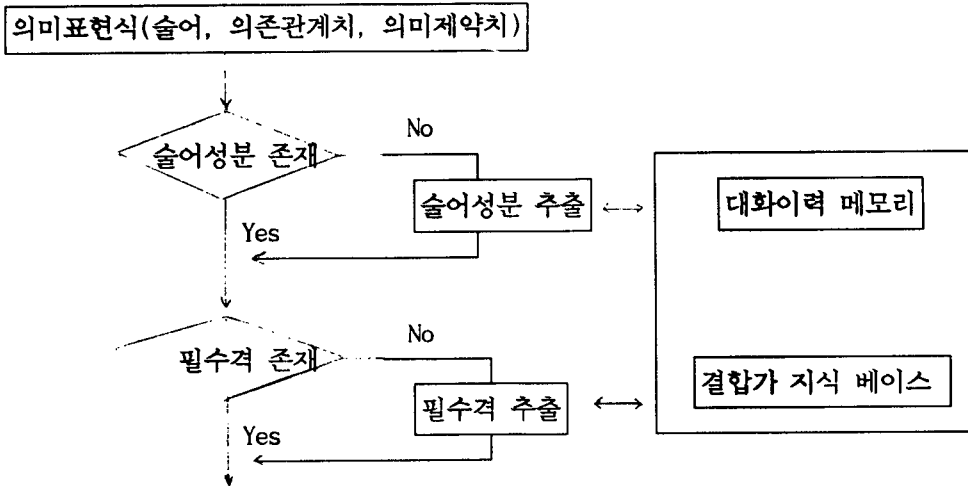 의미표현식(술어, 의존관계치, 의미제약치)
No
술어성분 존재
술어성분 추출
대화이력 메모리
Yes
No
필수격 존재
결합가 지식 베이스
필수격 추출
Yes